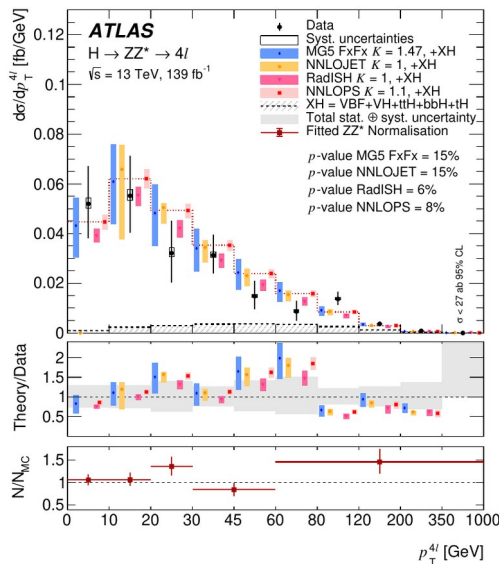 ATLAS
H → ZZ* → 4l
√s = 13 TeV, 139 fb⁻¹
Data
Syst. uncertainties
MG5 FxFx K = 1.47, +XH
NNLOJET K = 1, +XH
RadISH K = 1, +XH
NNLOPS K = 1.1, +XH
XH = VBF+VH+ttH+bbH+tH
Total stat. ⊕ syst. uncertainty
Fitted ZZ* Normalisation
p-value MG5 FxFx = 15%
p-value NNLOJET = 15%
p-value RadISH = 6%
p-value NNLOPS = 8%
σ < 27 ab 95% CL
dσ/dp_T^{4l} [fb/GeV]
0.12
0.1
0.08
0.06
0.04
0.02
0
Theory/Data
2
1.5
1
0.5
N/N_MC
1.5
1
0 10 20 30 45 60 80 120 200 350 1000
p_T^{4l} [GeV]